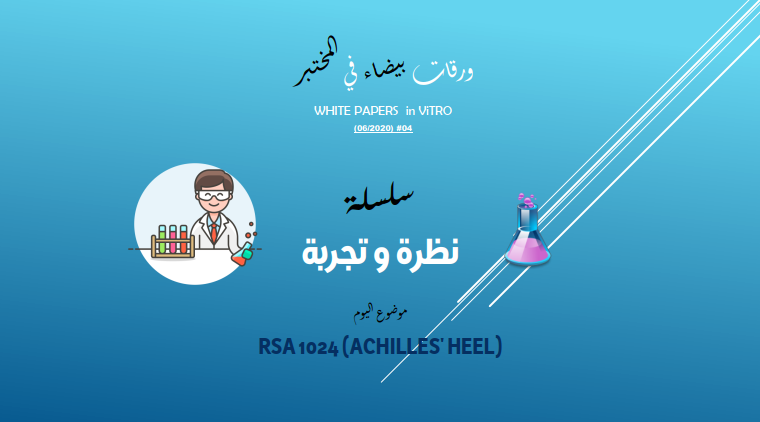 ورقات بيضاء في المختبر
WHITE PAPERS in ViTRO
(06/2020) #04
سلسلة
نظرة و تجربة
موضوع اليوم
RSA 1024 (ACHILLES' HEEL)